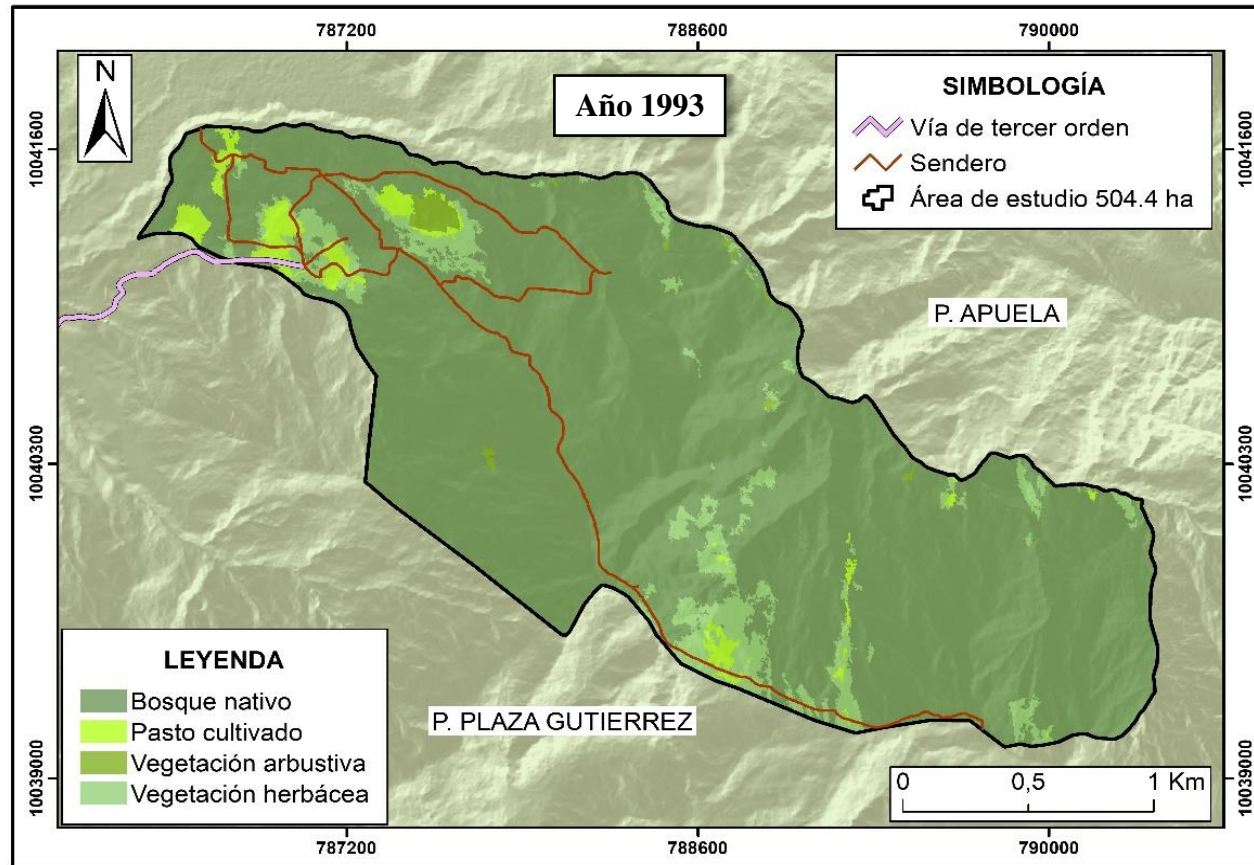 787200
788600
790000
N
Año 1993
SIMBOLOGÍA
Vía de tercer orden
Sendero
Área de estudio 504.4 ha
10041600
10041600
P. APUELA
10040300
10040300
LEYENDA
Bosque nativo
Pasto cultivado
Vegetación arbustiva
Vegetación herbácea
P. PLAZA GUTIERREZ
10039000
10039000
0 0,5 1 Km
787200
788600
790000